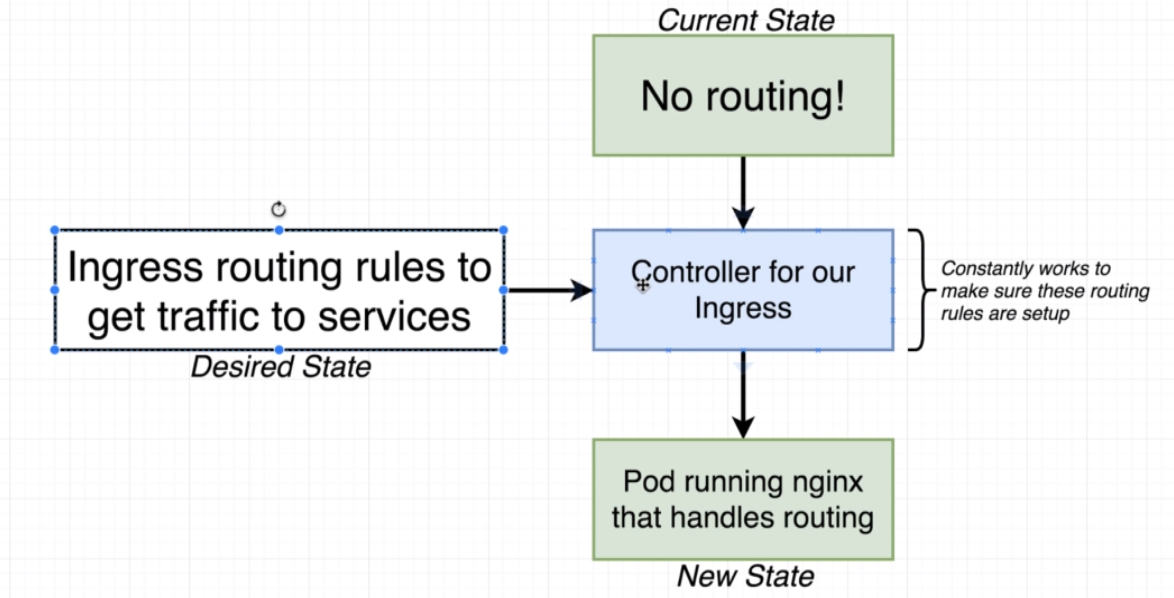 Current State
No routing!
Ingress routing rules to
get traffic to services
Desired State
Controller for our
Ingress
Constantly works to
make sure these routing
rules are setup
Pod running nginx
that handles routing
New State